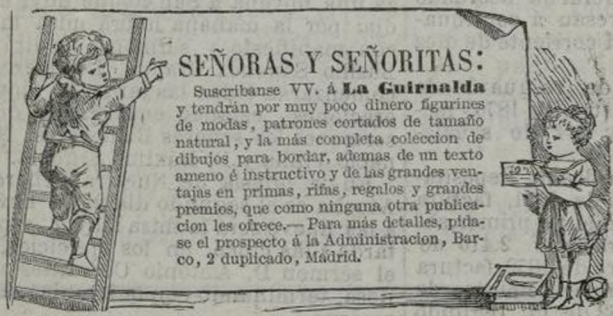 SEÑORAS Y SEÑORITAS:
Suscríbanse VV. á La Guirnalda
y tendrán por muy poco dinero figurines
de modas, patrones cortados de tamaño
natural, y la más completa coleccion de
dibujos para bordar, ademas de un texto
ameno é instructivo y de las grandes ven-
tajas en primas, rifas, regalos y grandes
premios, que como ninguna otra publica-
cion les ofrece.—Para más detalles, pída-
se el prospecto á la Administracion, Bar-
co, 2 duplicado, Madrid.